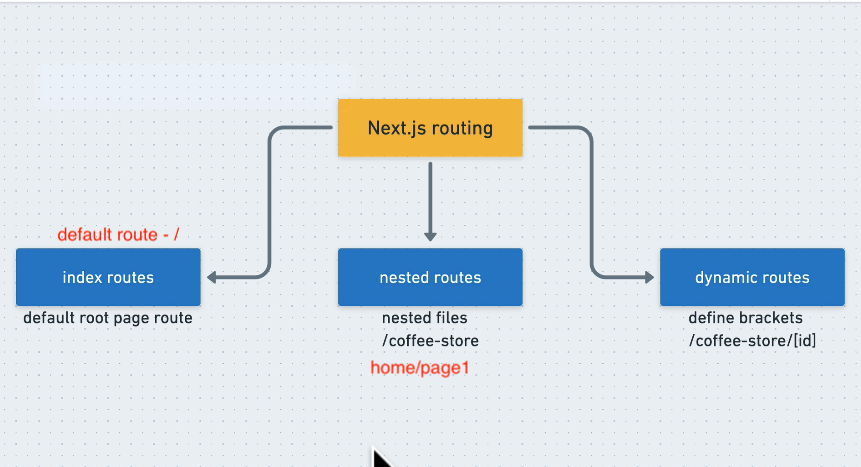 Next.js routing
default route - /
index routes
default root page route
nested routes
nested files
/coffee-store
home/page1
dynamic routes
define brackets
/coffee-store/[id]